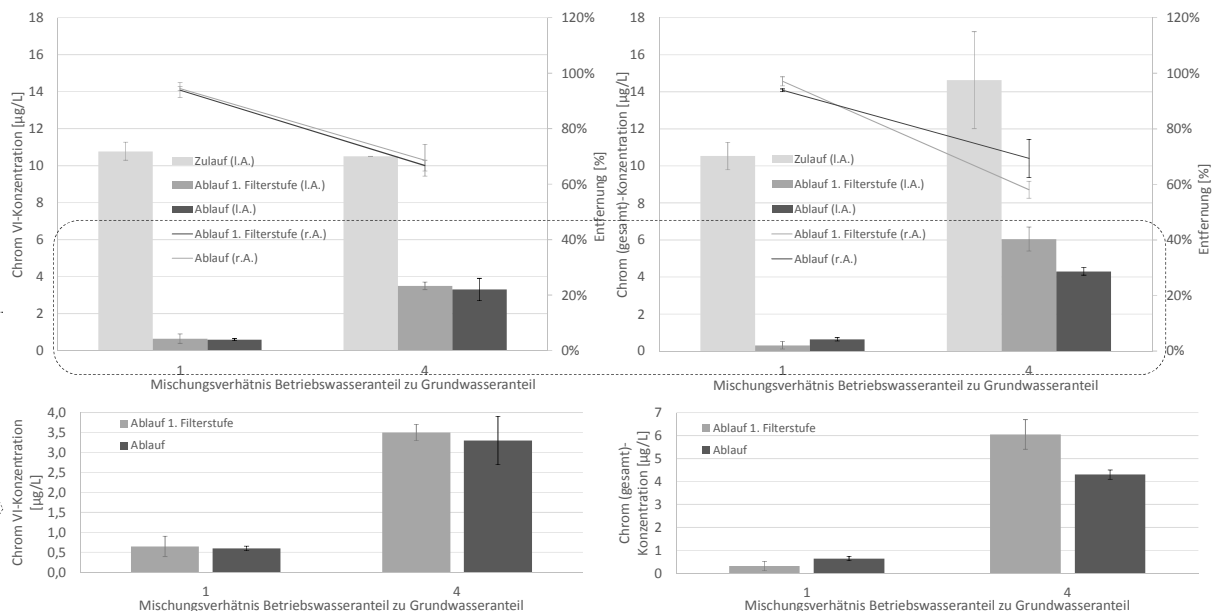 18
16
14
12
10
8
6
4
2
0
Chrom VI-Konzentration [µg/L]
120%
100%
80%
60%
40%
20%
0%
Entfernung [%]
Zulauf (l.A.)
Ablauf 1. Filterstufe (l.A.)
Ablauf (l.A.)
Ablauf 1. Filterstufe (r.A.)
Ablauf (r.A.)
1
4
Mischungsverhätnis Betriebswasseranteil zu Grundwasseranteil
18
16
14
12
10
8
6
4
2
0
Chrom (gesamt)-Konzentration [µg/L]
120%
100%
80%
60%
40%
20%
0%
Entfernung [%]
Zulauf (l.A.)
Ablauf 1. Filterstufe (l.A.)
Ablauf (l.A.)
Ablauf 1. Filterstufe (r.A.)
Ablauf (r.A.)
1
4
Mischungsverhätnis Betriebswasseranteil zu Grundwasseranteil
4,0
3,5
3,0
2,5
2,0
1,5
1,0
0,5
0,0
Chrom VI-Konzentration
[µg/L]
Ablauf 1. Filterstufe
Ablauf
1
4
Mischungsverhätnis Betriebswasseranteil zu Grundwasseranteil
7
6
5
4
3
2
1
0
Chrom (gesamt)-
Konzentration [µg/L]
Ablauf 1. Filterstufe
Ablauf
1
4
Mischungsverhätnis Betriebswasseranteil zu Grundwasseranteil